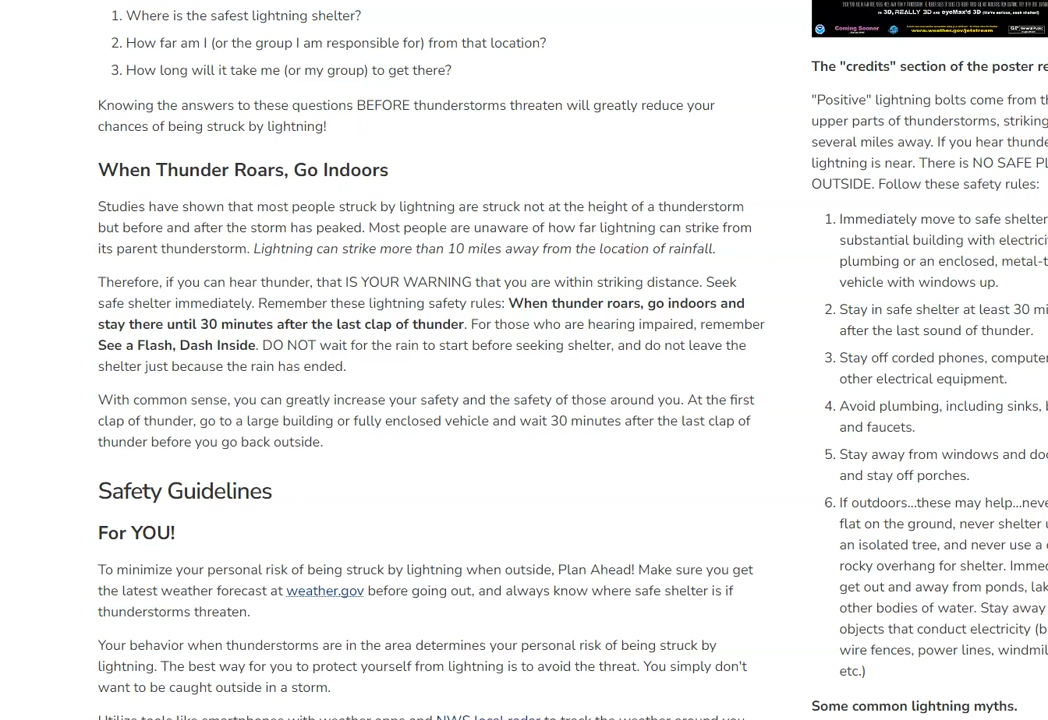 1. Where is the safest lightning shelter?
2. How far am I (or the group I am responsible for) from that location?
3. How long will it take me (or my group) to get there?
Knowing the answers to these questions BEFORE thunderstorms threaten will greatly reduce your
chances of being struck by lightning!
When Thunder Roars, Go Indoors
Studies have shown that most people struck by lightning are struck not at the height of a thunderstorm
but before and after the storm has peaked. Most people are unaware of how far lightning can strike from
its parent thunderstorm. Lightning can strike more than 10 miles away from the location of rainfall.
Therefore, if you can hear thunder, that IS YOUR WARNING that you are within striking distance. Seek
safe shelter immediately. Remember these lightning safety rules: When thunder roars, go indoors and
stay there until 30 minutes after the last clap of thunder. For those who are hearing impaired, remember
See a Flash, Dash Inside. DO NOT wait for the rain to start before seeking shelter, and do not leave the
shelter just because the rain has ended.
With common sense, you can greatly increase your safety and the safety of those around you. At the first
clap of thunder, go to a large building or fully enclosed vehicle and wait 30 minutes after the last clap of
thunder before you go back outside.
Safety Guidelines
For YOU!
To minimize your personal risk of being struck by lightning when outside, Plan Ahead! Make sure you get
the latest weather forecast at weather.gov before going out, and always know where safe shelter is if
thunderstorms threaten.
Your behavior when thunderstorms are in the area determines your personal risk of being struck by
lightning. The best way for you to protect yourself from lightning is to avoid the threat. You simply don't
want to be caught outside in a storm.
Utilize tools like smartphones with weather apps and NWS local radar to track the weather around you
in 3D, REALLY 3D and eyeMax'd 3D
Coming Soon
www.weather.gov/jetstream
The "credits" section of the poster re
"Positive" lightning bolts come from th
upper parts of thunderstorms, striking
several miles away. If you hear thunde
lightning is near. There is NO SAFE PL
OUTSIDE. Follow these safety rules:
1. Immediately move to safe shelter
substantial building with electricit
plumbing or an enclosed, metal-t
vehicle with windows up.
2. Stay in safe shelter at least 30 mi
after the last sound of thunder.
3. Stay off corded phones, computer
other electrical equipment.
4. Avoid plumbing, including sinks, b
and faucets.
5. Stay away from windows and doo
and stay off porches.
6. If outdoors...these may help...neve
flat on the ground, never shelter u
an isolated tree, and never use a c
rocky overhang for shelter. Immed
get out and away from ponds, lak
other bodies of water. Stay away
objects that conduct electricity (b
wire fences, power lines, windmil
etc.)
Some common lightning myths.